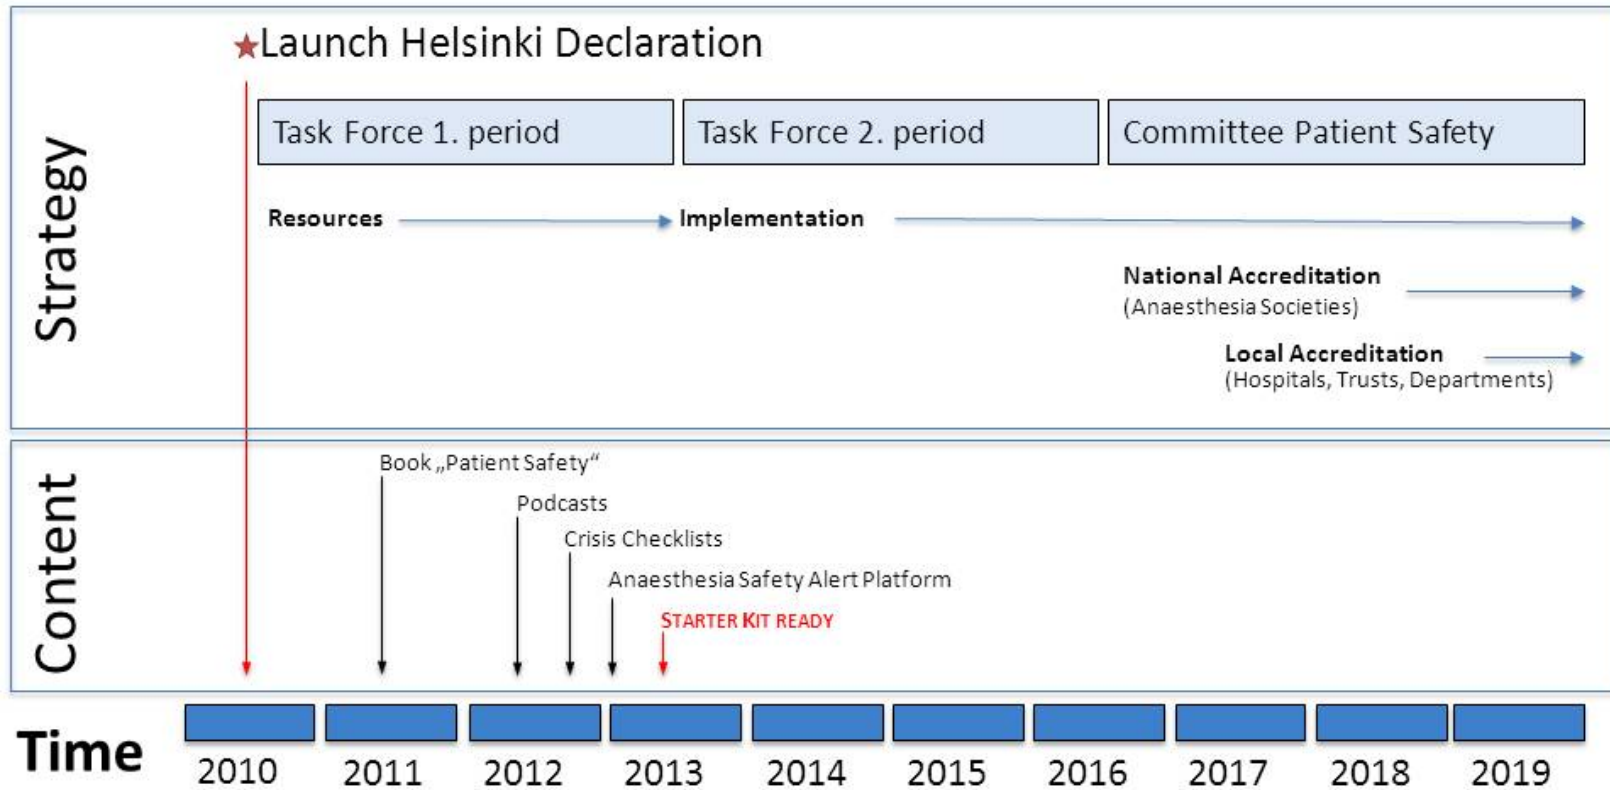 Launch Helsinki Declaration
Strategy
Task Force 1. period
Task Force 2. period
Committee Patient Safety
Resources
Implementation
National Accreditation
(Anaesthesia Societies)
Local Accreditation
(Hospitals, Trusts, Departments)
Content
Book „Patient Safety“
Podcasts
Crisis Checklists
Anaesthesia Safety Alert Platform
STARTER KIT READY
Time
2010
2011
2012
2013
2014
2015
2016
2017
2018
2019